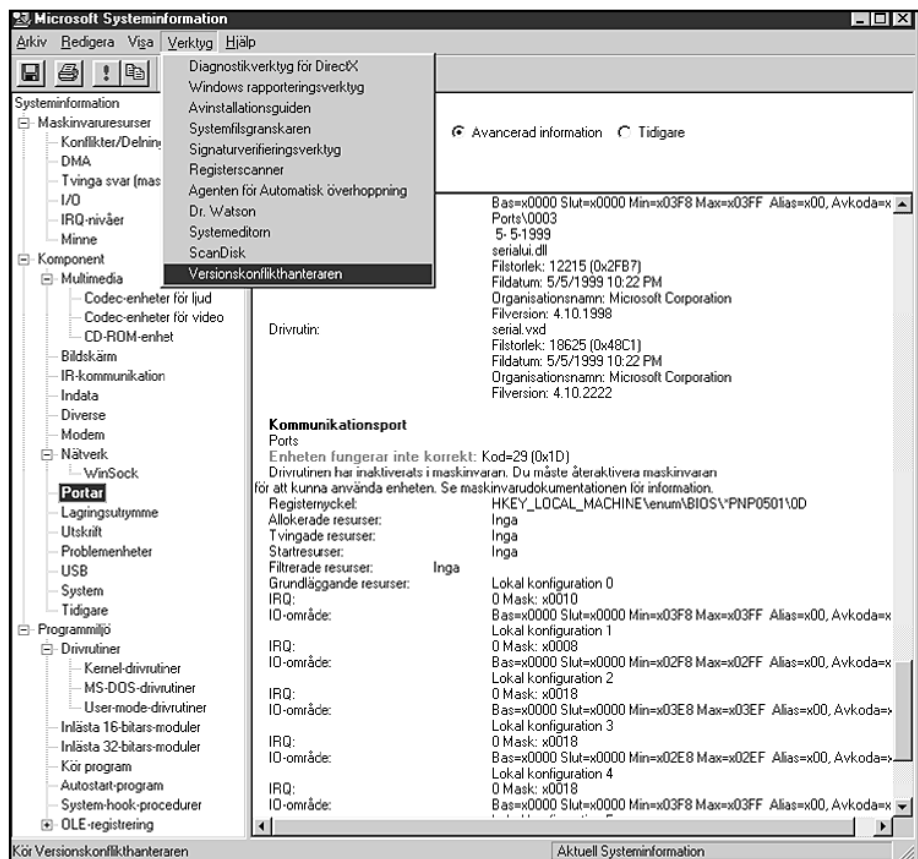 Microsoft Systeminformation
Arkiv Redigera Visa Verktyg Hjälp
Diagnostikverktyg för DirectX
Windows rapporteringsverktyg
Avinstallationsguiden
Systemfilsgranskaren
Signaturverifieringsverktyg
Registerscanner
Agenten för Automatisk överhoppning
Dr. Watson
Systemeditorn
ScanDisk
Versionskonflikthanteraren
Systeminformation
Maskinvaruresurser
Konflikter/Delning
DMA
Tvinga svar (mas
I/O
IRQ-nivåer
Minne
Komponent
Multimedia
Codec-enheter för ljud
Codec-enheter för video
CD-ROM-enhet
Bildskärm
IR-kommunikation
Indata
Diverse
Modem
Nätverk
WinSock
Portar
Lagringsutrymme
Utskrift
Problemenheter
USB
System
Tidigare
Programmiljö
Drivrutiner
Kernel-drivrutiner
MS-DOS-drivrutiner
User-mode-drivrutiner
Inlästa 16-bitars-moduler
Inlästa 32-bitars-moduler
Kör program
Autostart-program
System-hook-procedurer
OLE-registrering
Avancerad information Tidigare
Bas=x0000 Slut=x0000 Min=x03F8 Max=x03FF Alias=x00, Avkoda=x
Ports\0003
5- 5-1999
serialui.dll
Filstorlek: 12215 (0x2FB7)
Fildatum: 5/5/1999 10:22 PM
Organisationsnamn: Microsoft Corporation
Filversion: 4.10.1998
Drivrutin: serial.vxd
Filstorlek: 18625 (0x48C1)
Fildatum: 5/5/1999 10:22 PM
Organisationsnamn: Microsoft Corporation
Filversion: 4.10.2222
Kommunikationsport
Ports
Enheten fungerar inte korrekt: Kod=29 (0x1D)
Drivrutinen har inaktiverats i maskinvaran. Du måste återaktivera maskinvaran
för att kunna använda enheten. Se maskinvarudokumentationen för information.
Registernyckel: HKEY_LOCAL_MACHINE\enum\BIOS\*PNP0501\0D
Allokerade resurser: Inga
Tvingade resurser: Inga
Startresurser: Inga
Filtrerade resurser: Inga
Grundläggande resurser: Lokal konfiguration 0
IRQ: 0 Mask: x0010
IO-område: Bas=x0000 Slut=x0000 Min=x03F8 Max=x03FF Alias=x00, Avkoda=x
Lokal konfiguration 1
IRQ: 0 Mask: x0008
IO-område: Bas=x0000 Slut=x0000 Min=x02F8 Max=x02FF Alias=x00, Avkoda=x
Lokal konfiguration 2
IRQ: 0 Mask: x0018
IO-område: Bas=x0000 Slut=x0000 Min=x03E8 Max=x03EF Alias=x00, Avkoda=x
Lokal konfiguration 3
IRQ: 0 Mask: x0018
IO-område: Bas=x0000 Slut=x0000 Min=x02E8 Max=x02EF Alias=x00, Avkoda=x
Lokal konfiguration 4
IRQ: 0 Mask: x0018
IO-område: Bas=x0000 Slut=x0000 Min=x03F8 Max=x03FF Alias=x00, Avkoda=x
Kör Versionskonflikthanteraren
Aktuell Systeminformation